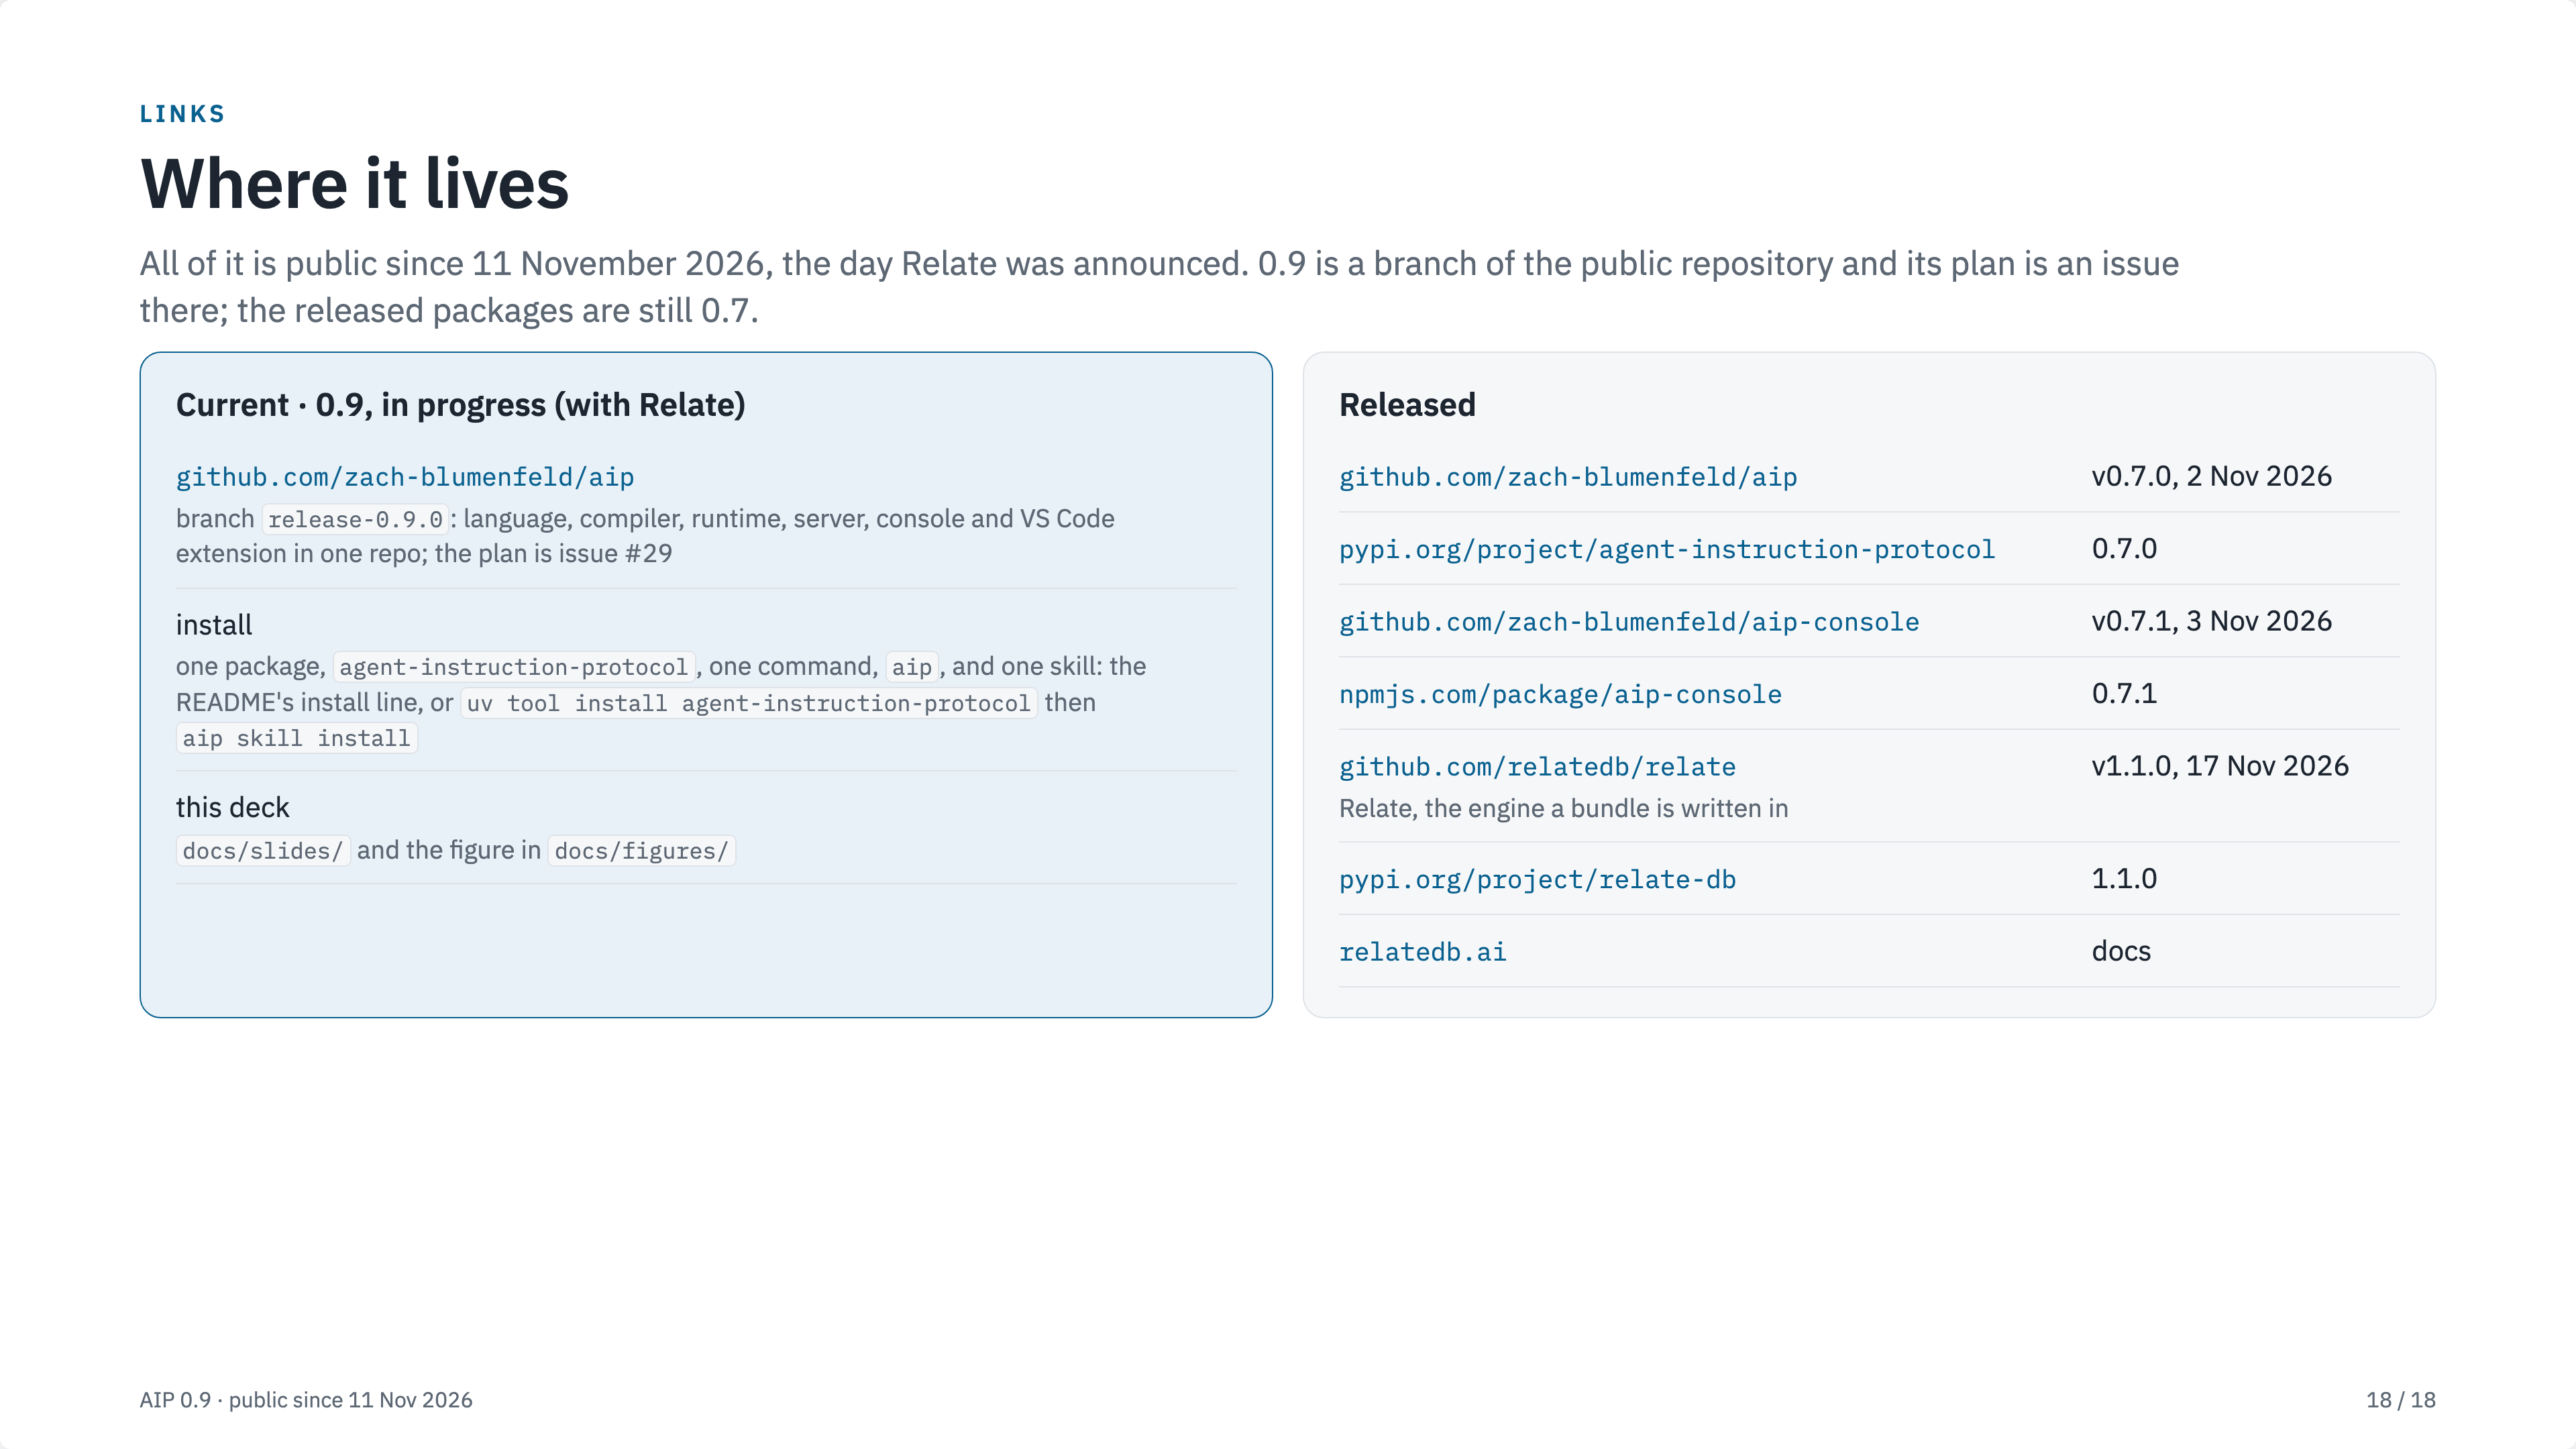 LINKS
Where it lives
All of it is public since 11 November 2026, the day Relate was announced. 0.9 is a branch of the public repository and its plan is an issue
there; the released packages are still 0.7.
Current · 0.9, in progress (with Relate)
github.com/zach-blumenfeld/aip
branch release-0.9.0: language, compiler, runtime, server, console and VS Code
extension in one repo; the plan is issue #29
install
one package, agent-instruction-protocol, one command, aip, and one skill: the
README's install line, or uv tool install agent-instruction-protocol then
aip skill install
this deck
docs/slides/ and the figure in docs/figures/
Released
github.com/zach-blumenfeld/aip v0.7.0, 2 Nov 2026
pypi.org/project/agent-instruction-protocol 0.7.0
github.com/zach-blumenfeld/aip-console v0.7.1, 3 Nov 2026
npmjs.com/package/aip-console 0.7.1
github.com/relatedb/relate v1.1.0, 17 Nov 2026
Relate, the engine a bundle is written in
pypi.org/project/relate-db 1.1.0
relatedb.ai docs
AIP 0.9 · public since 11 Nov 2026
18 / 18